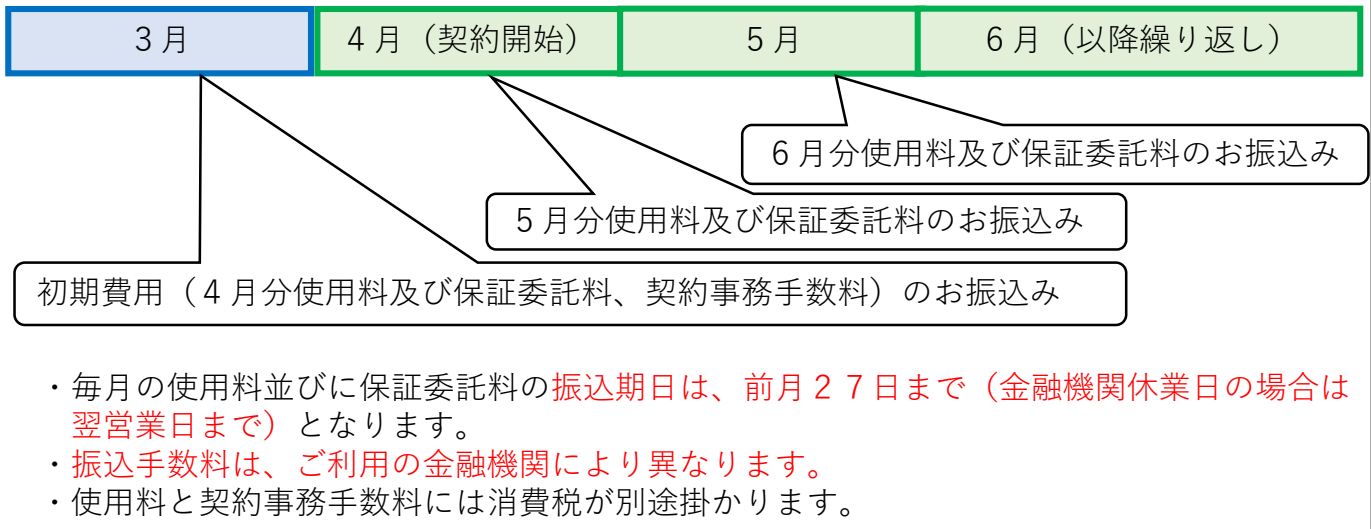 3月
4月（契約開始）
5月
6月（以降繰り返し）
6月分使用料及び保証委託料のお振込み
5月分使用料及び保証委託料のお振込み
初期費用（4月分使用料及び保証委託料、契約事務手数料）のお振込み
・毎月の使用料並びに保証委託料の振込期日は、前月２７日まで（金融機関休業日の場合は
翌営業日まで）となります。
・振込手数料は、ご利用の金融機関により異なります。
・使用料と契約事務手数料には消費税が別途掛かります。